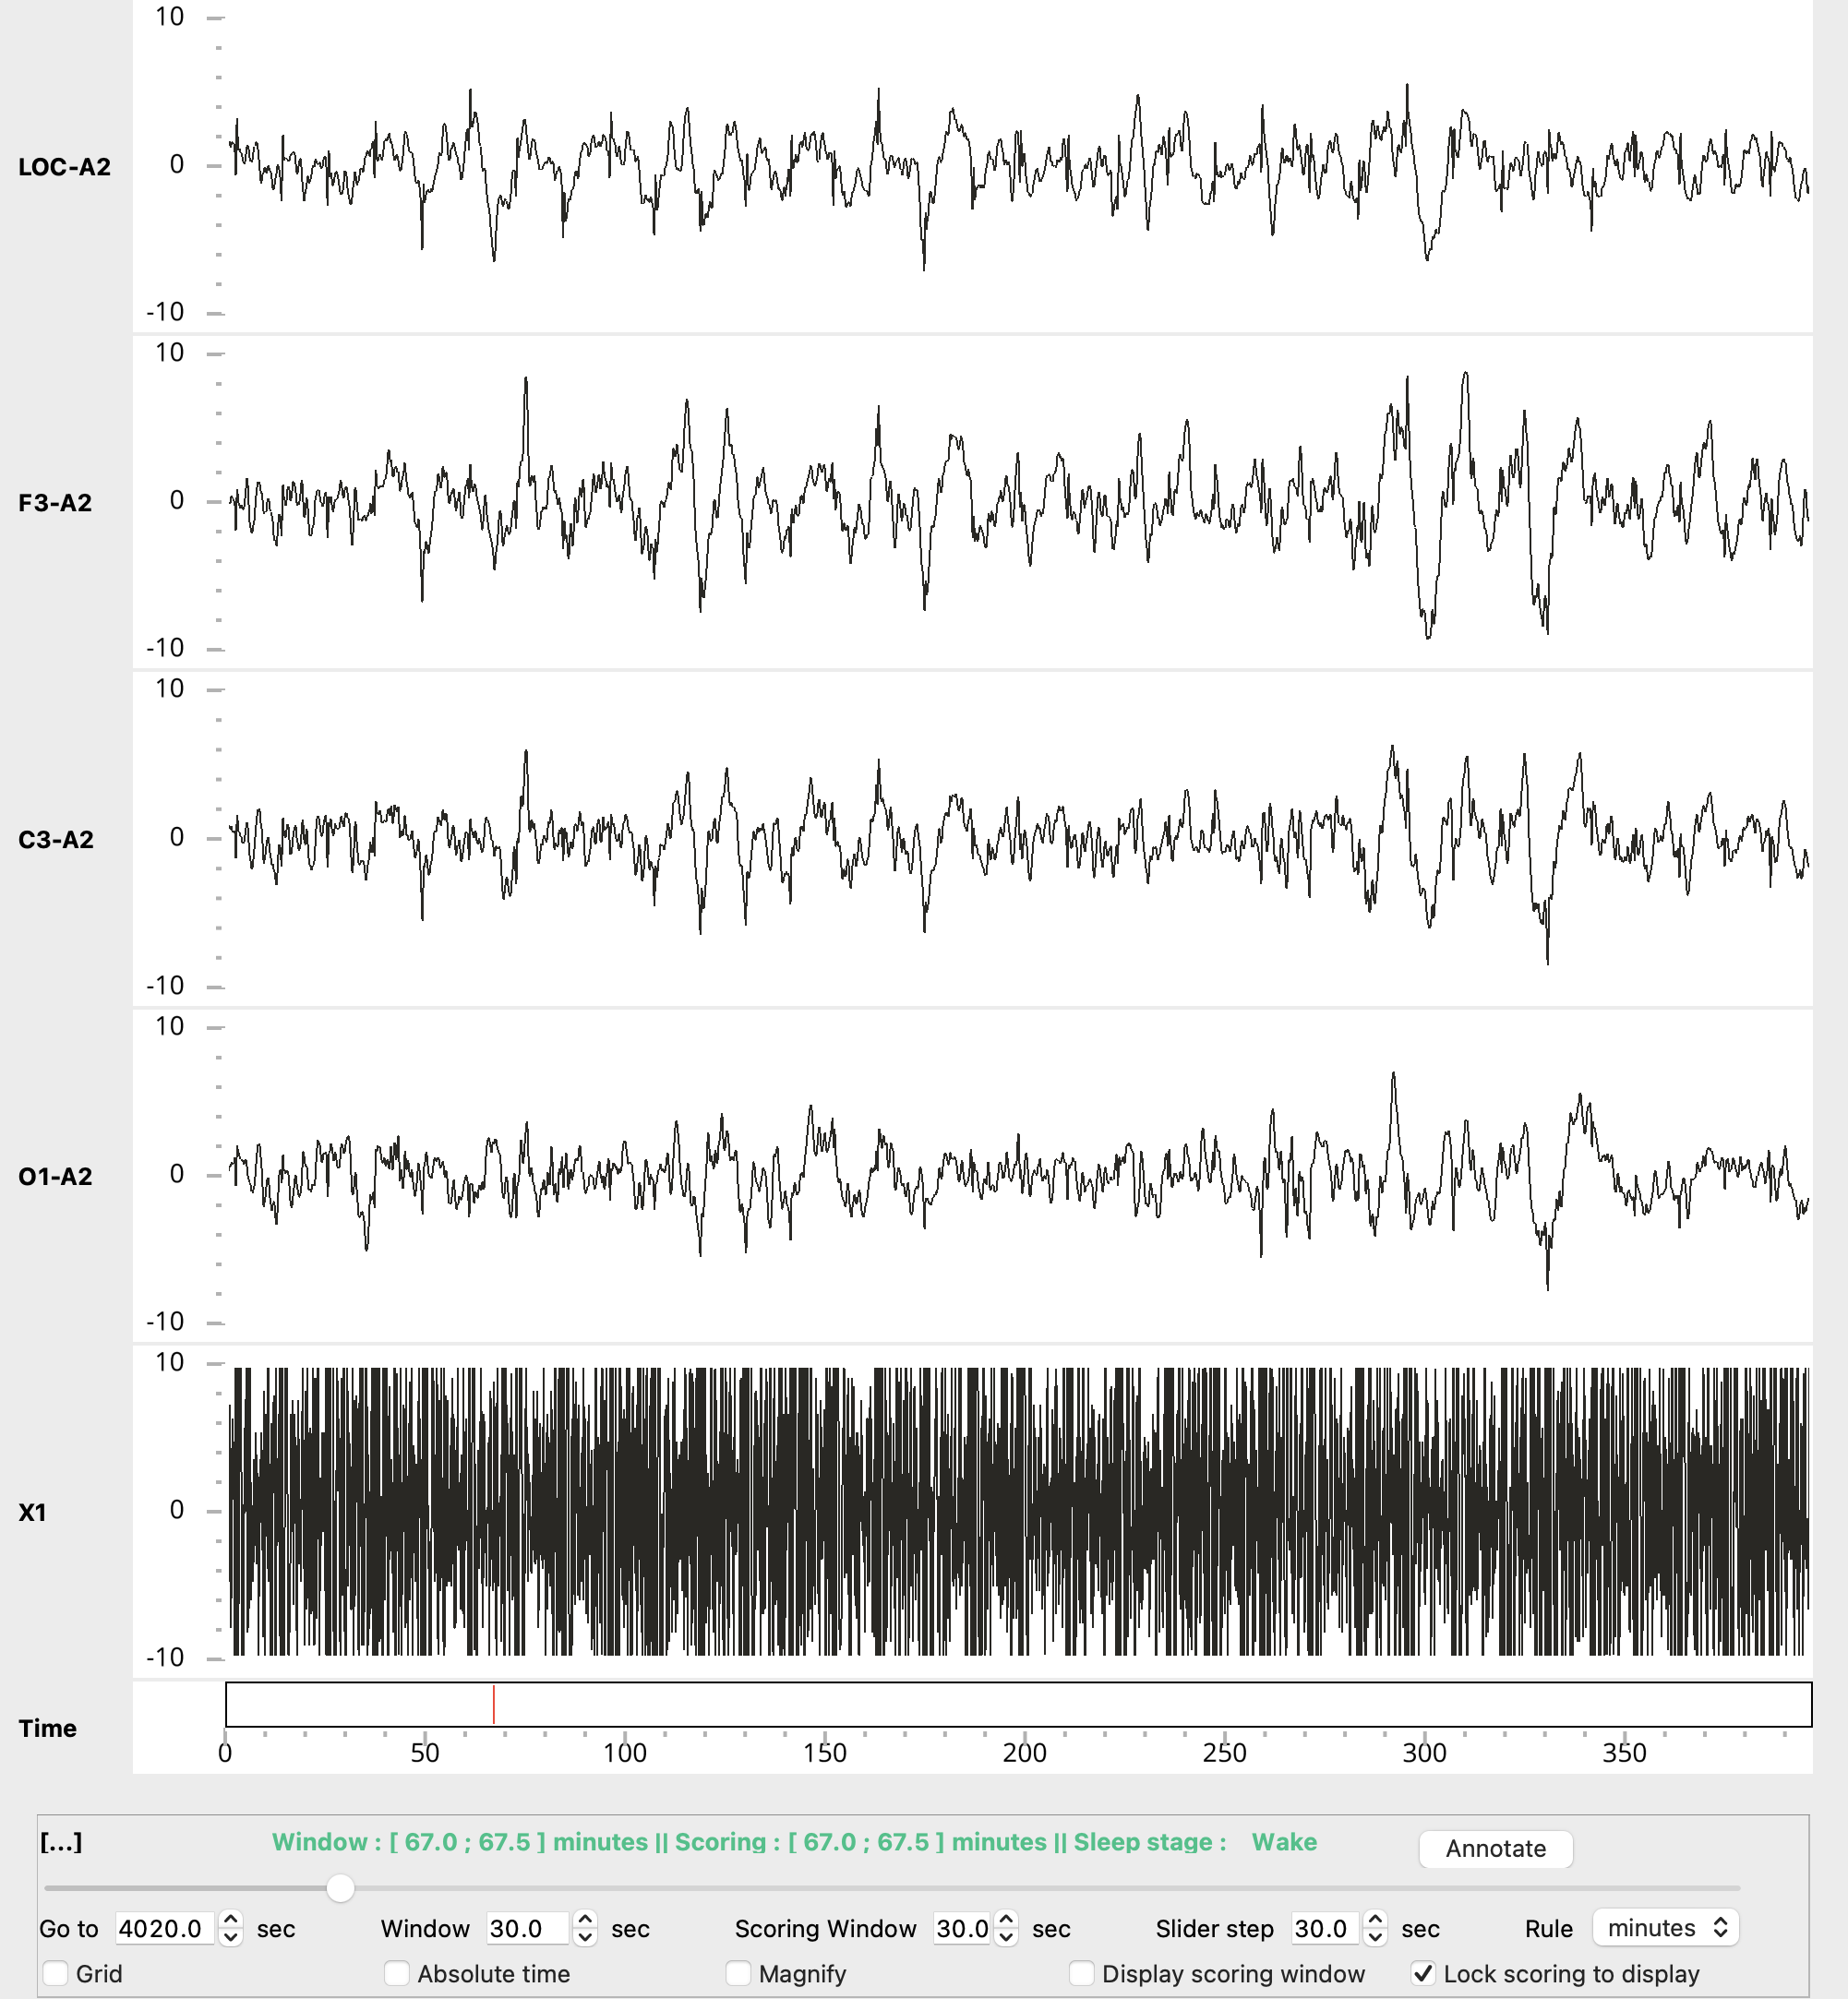 10
LOC-A2
0
-10
10
F3-A2
0
-10
10
C3-A2
0
-10
10
O1-A2
0
-10
10
X1
0
-10
Time
0 50 100 150 200 250 300 350
[...] Window : [ 67.0 ; 67.5 ] minutes || Scoring : [ 67.0 ; 67.5 ] minutes || Sleep stage : Wake Annotate
Go to 4020.0 sec Window 30.0 sec Scoring Window 30.0 sec Slider step 30.0 sec Rule minutes
Grid Absolute time Magnify Display scoring window Lock scoring to display